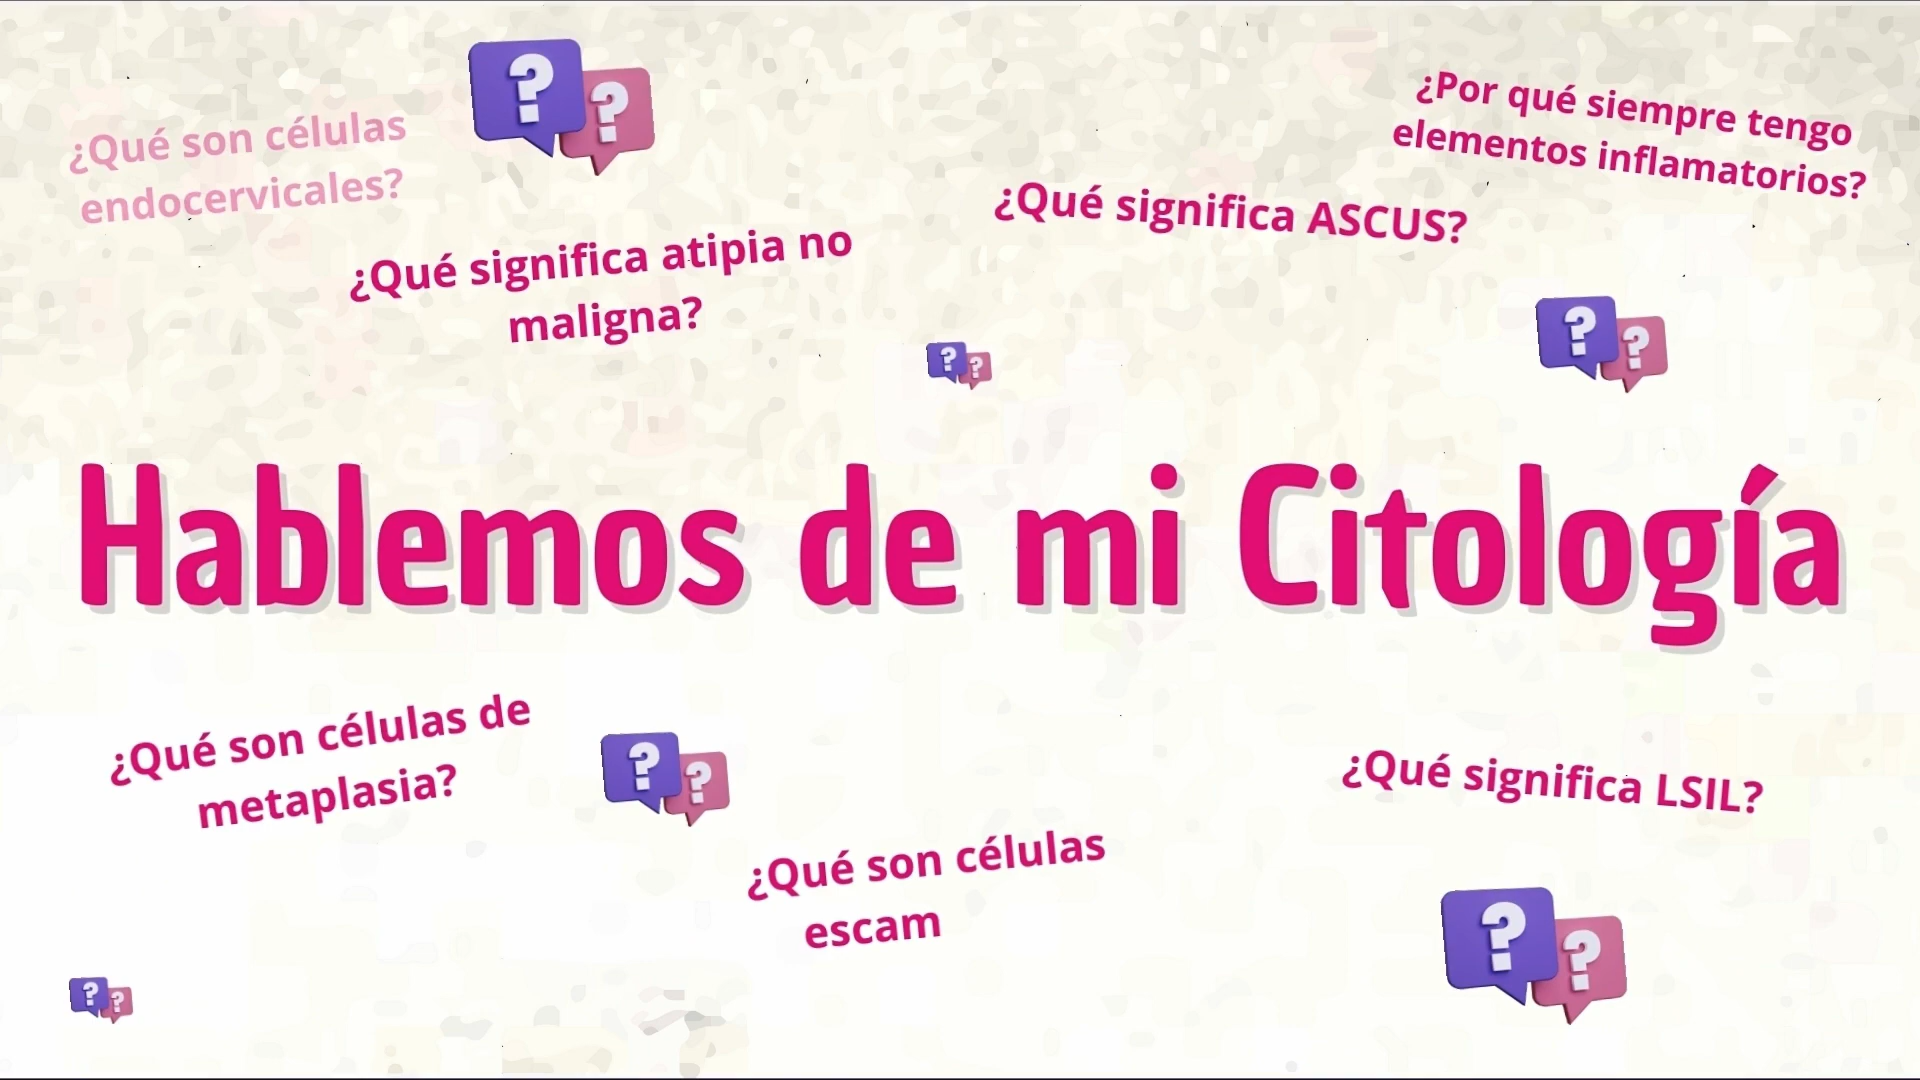 ¿Qué son células
endocervicales?
¿Por qué siempre tengo
elementos inflamatorios?
¿Qué significa ASCUS?
¿Qué significa atipia no
maligna?
Hablemos de mi Citología
¿Qué son células de
metaplasia?
¿Qué significa LSIL?
¿Qué son células
escam